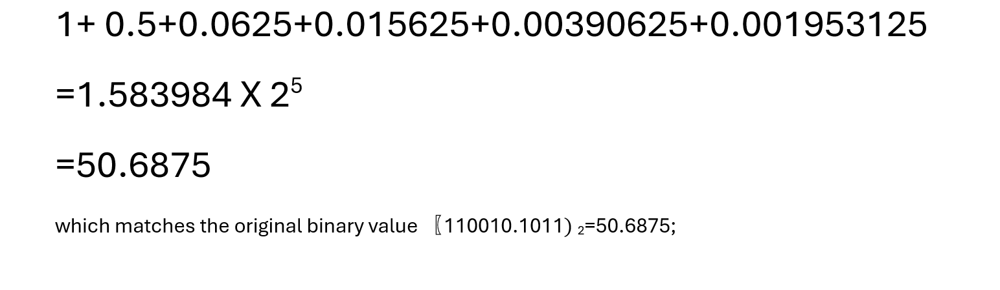 1+ 0.5+0.0625+0.015625+0.00390625+0.001953125
=1.583984 X 2⁵
=50.6875
which matches the original binary value 〖110010.1011) ₂=50.6875;